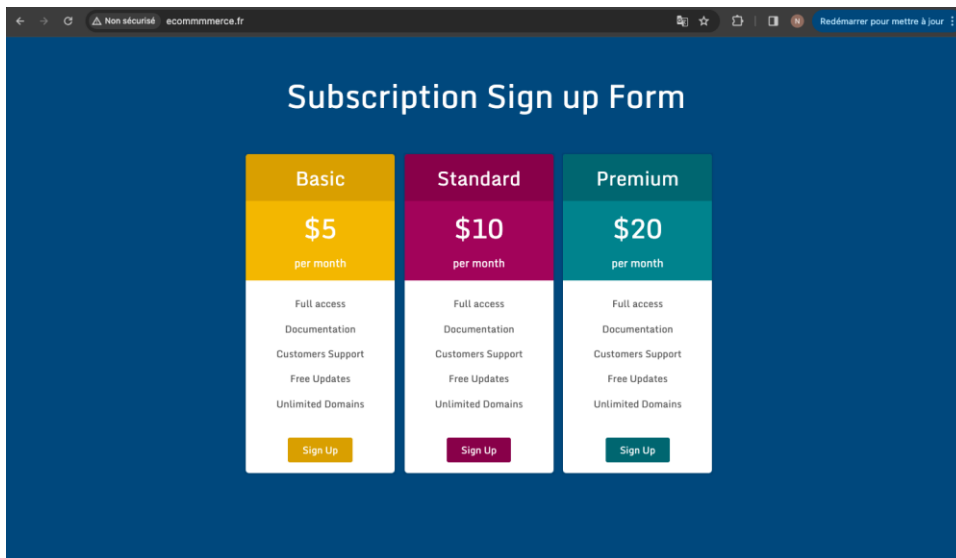 Non sécurisé ecommmmerce.fr N Redémarrer pour mettre à jour
Subscription Sign up Form
Basic
$5
per month
Full access
Documentation
Customers Support
Free Updates
Unlimited Domains
Sign Up
Standard
$10
per month
Full access
Documentation
Customers Support
Free Updates
Unlimited Domains
Sign Up
Premium
$20
per month
Full access
Documentation
Customers Support
Free Updates
Unlimited Domains
Sign Up